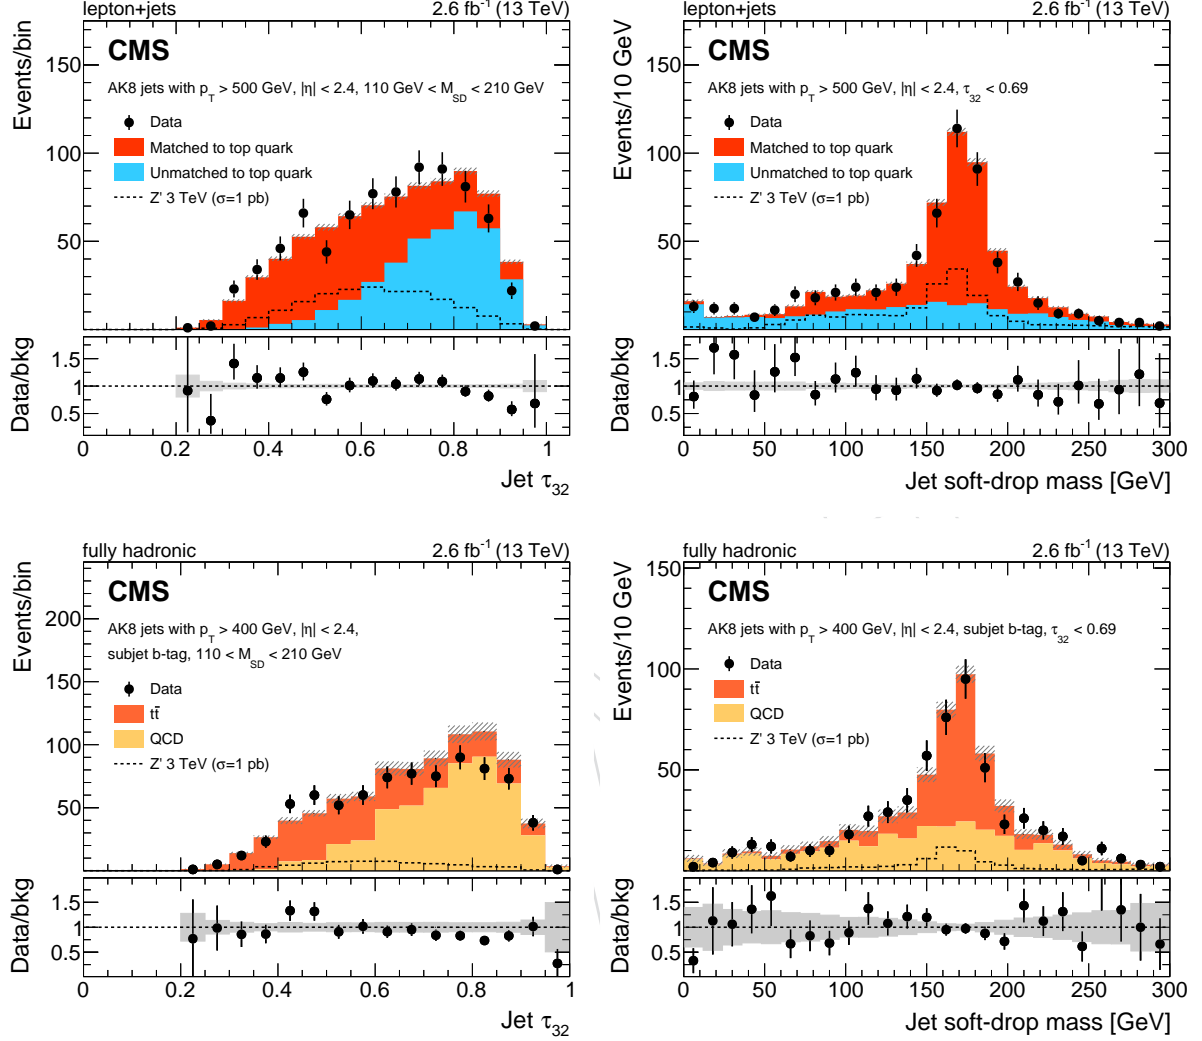 lepton+jets 2.6 fb⁻¹ (13 TeV)
Events/bin
CMS
AK8 jets with p_T > 500 GeV, |η| < 2.4, 110 GeV < M_SD < 210 GeV
Data
Matched to top quark
Unmatched to top quark
Z' 3 TeV (σ=1 pb)
150
100
50
Data/bkg
1.5
1
0.5
0 0.2 0.4 0.6 0.8 1
Jet τ_32
lepton+jets 2.6 fb⁻¹ (13 TeV)
Events/10 GeV
CMS
AK8 jets with p_T > 500 GeV, |η| < 2.4, τ_32 < 0.69
Data
Matched to top quark
Unmatched to top quark
Z' 3 TeV (σ=1 pb)
150
100
50
Data/bkg
1.5
1
0.5
0 50 100 150 200 250 300
Jet soft-drop mass [GeV]
fully hadronic 2.6 fb⁻¹ (13 TeV)
Events/bin
CMS
AK8 jets with p_T > 400 GeV, |η| < 2.4,
subjet b-tag, 110 < M_SD < 210 GeV
Data
tt̄
QCD
Z' 3 TeV (σ=1 pb)
200
150
100
50
Data/bkg
1.5
1
0.5
0 0.2 0.4 0.6 0.8 1
Jet τ_32
fully hadronic 2.6 fb⁻¹ (13 TeV)
Events/10 GeV
CMS
AK8 jets with p_T > 400 GeV, |η| < 2.4, subjet b-tag, τ_32 < 0.69
Data
tt̄
QCD
Z' 3 TeV (σ=1 pb)
150
100
50
Data/bkg
1.5
1
0.5
0 50 100 150 200 250 300
Jet soft-drop mass [GeV]